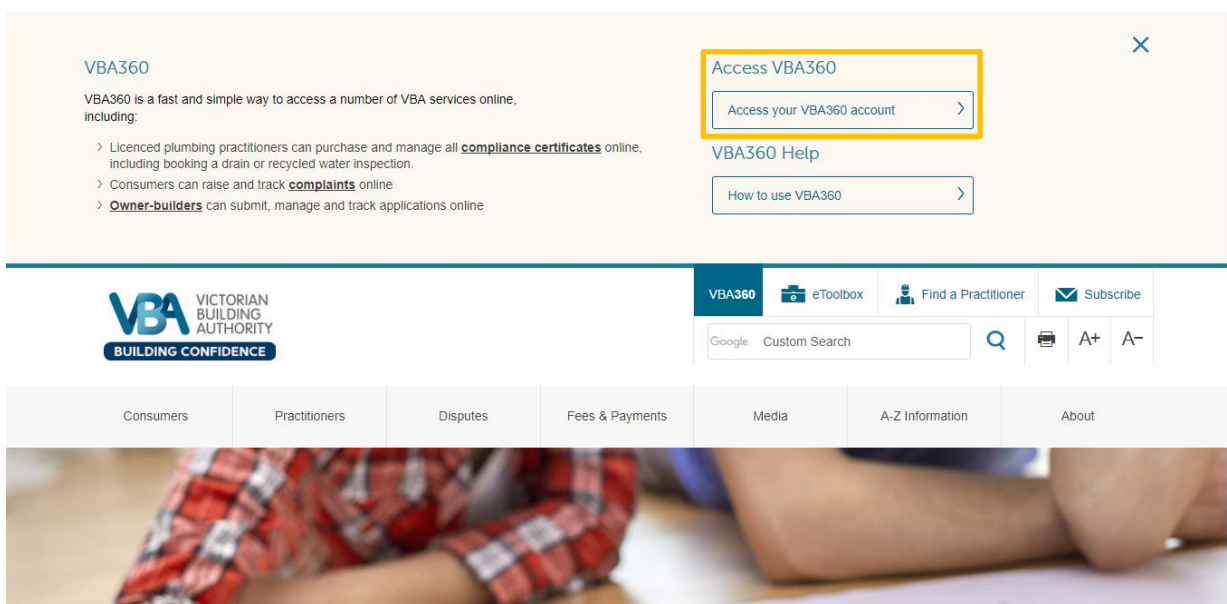 VBA360
VBA360 is a fast and simple way to access a number of VBA services online,
including:
Licenced plumbing practitioners can purchase and manage all compliance certificates online,
including booking a drain or recycled water inspection.
Consumers can raise and track complaints online
Owner-builders can submit, manage and track applications online
Access VBA360
Access your VBA360 account
VBA360 Help
How to use VBA360
VBA
VICTORIAN
BUILDING
AUTHORITY
BUILDING CONFIDENCE
VBA360 eToolbox Find a Practitioner Subscribe
Google Custom Search A+ A-
Consumers Practitioners Disputes Fees & Payments Media A-Z Information About